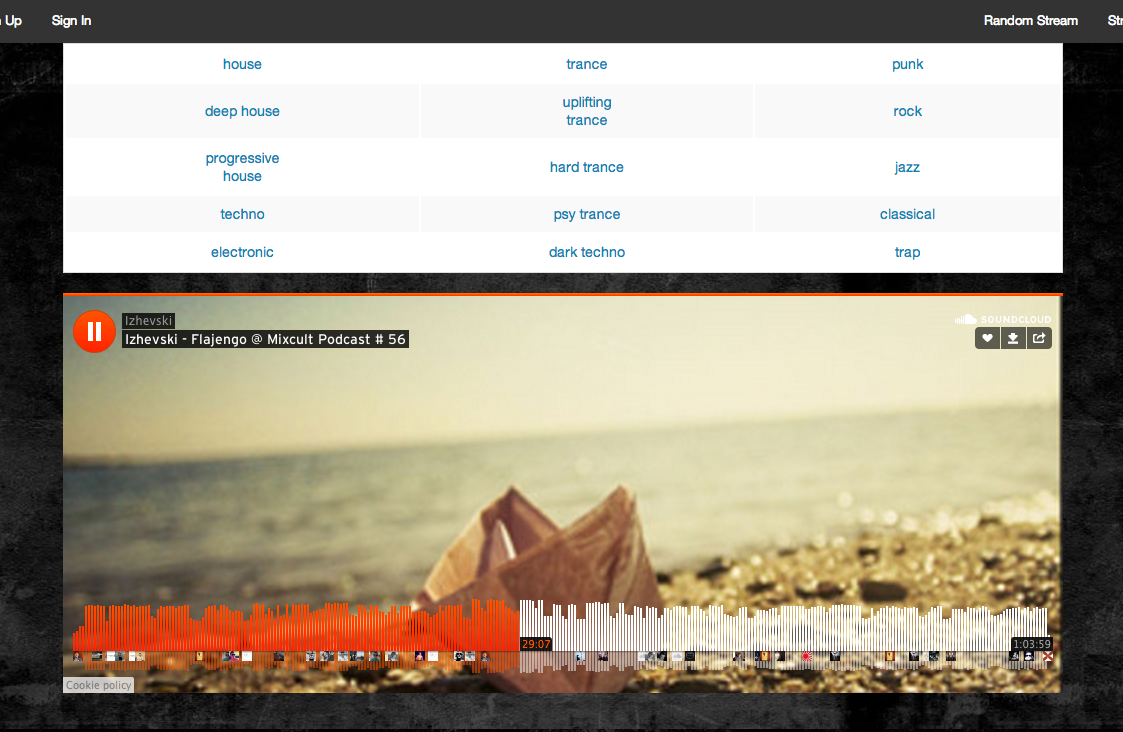 Up Sign In Random Stream
house trance punk
deep house uplifting trance rock
progressive house hard trance jazz
techno psy trance classical
electronic dark techno trap
Izhevski
SOUNDCLOUD
Izhevski - Flajengo @ Mixcult Podcast # 56
29:07 1:03:59
Cookie policy